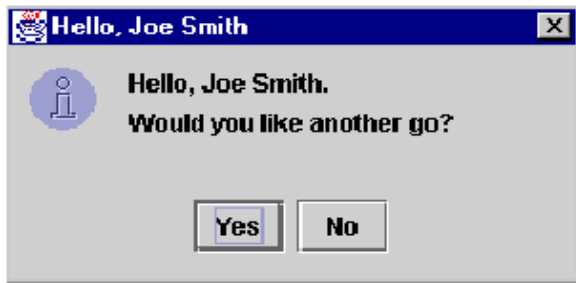 Hello, Joe Smith
Hello, Joe Smith.
Would you like another go?
Yes
No